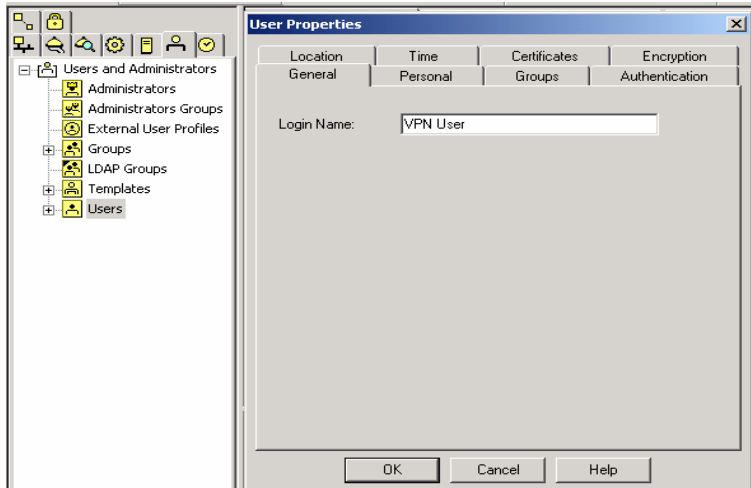 User Properties
Location Time Certificates Encryption
General Personal Groups Authentication
Login Name: VPN User
Users and Administrators
Administrators
Administrators Groups
External User Profiles
Groups
LDAP Groups
Templates
Users
OK Cancel Help